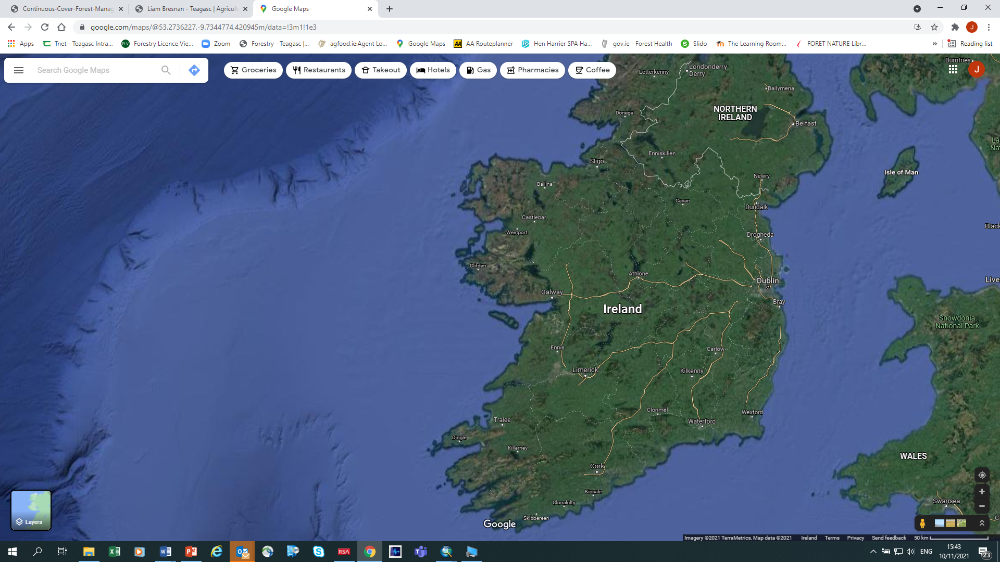 Continuous-Cover-Forest-Manag
Liam Bresnan - Teagasc | Agricult
Google Maps
google.com/maps/@53.2736227,-9.7344774,420945m/data=!3m1!1e3
J
Apps
Tnet - Teagasc Intra...
FLV
Forestry Licence Vie...
Zoom
Forestry - Teagasc |...
agfood.ie:Agent Lo...
Google Maps
AA
AA Routeplanner
Hen Harrier SPA Ha...
gov.ie - Forest Health
S
Slido
The Learning Room...
FORET NATURE Libr...
»
Reading list
Search Google Maps
Groceries
Restaurants
Takeout
Hotels
Gas
Pharmacies
Coffee
J
Dumfries
Letterkenny
Londonderry
Derry
Ballymena
Donegal
NORTHERN
IRELAND
Belfast
La
Nat
Enniskillen
Sligo
Isle of Man
Newry
Ballina
Cavan
Dundalk
Castlebar
Black
Westport
Drogheda
Clifden
Athlone
Dublin
Live
Galway
Bray
Ireland
Snowdonia
National Park
Ennis
Carlow
Limerick
Kilkenny
Clonmel
Wexford
Tralee
Waterford
Dingle
Killarney
WALES
Cork
Kinsale
Clonakilty
Swansea
Skibbereen
Ca
Layers
Google
Imagery ©2021 TerraMetrics, Map data ©2021
Ireland
Terms
Privacy
Send feedback
50 km
RSA
ENG
15:43
10/11/2021
23